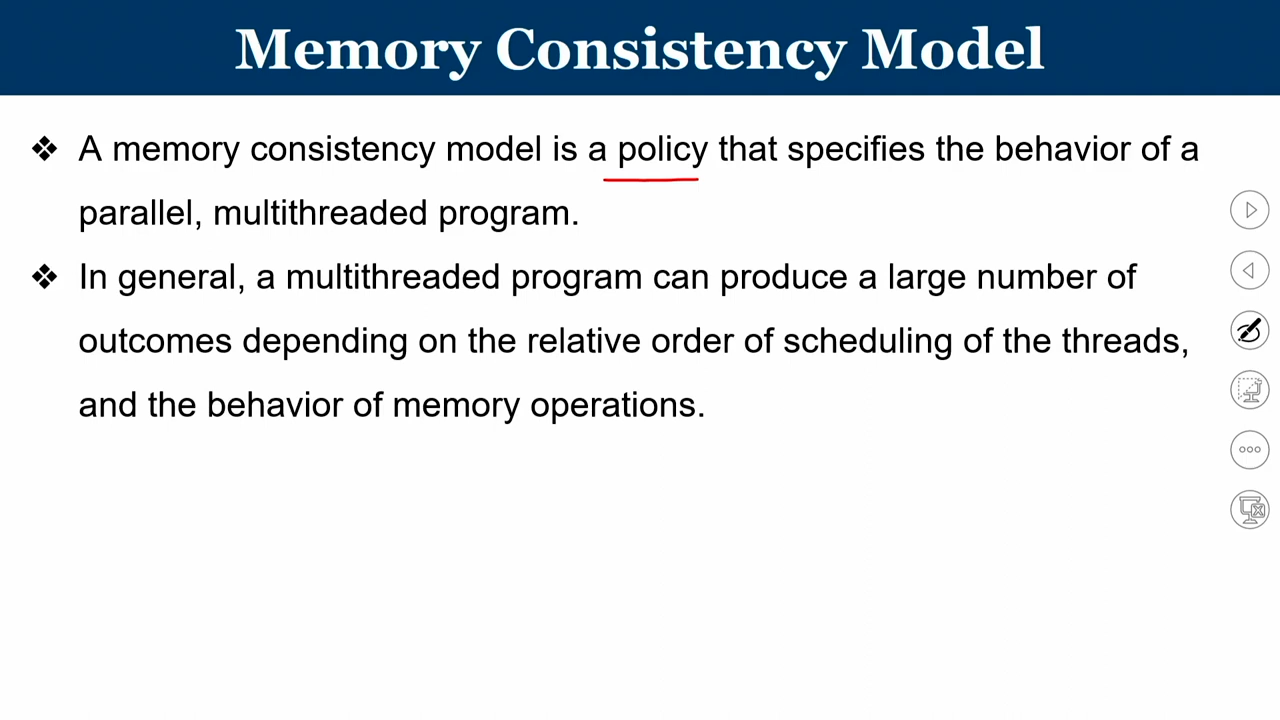 Memory Consistency Model
❖ A memory consistency model is a policy that specifies the behavior of a
parallel, multithreaded program.
❖ In general, a multithreaded program can produce a large number of
outcomes depending on the relative order of scheduling of the threads,
and the behavior of memory operations.